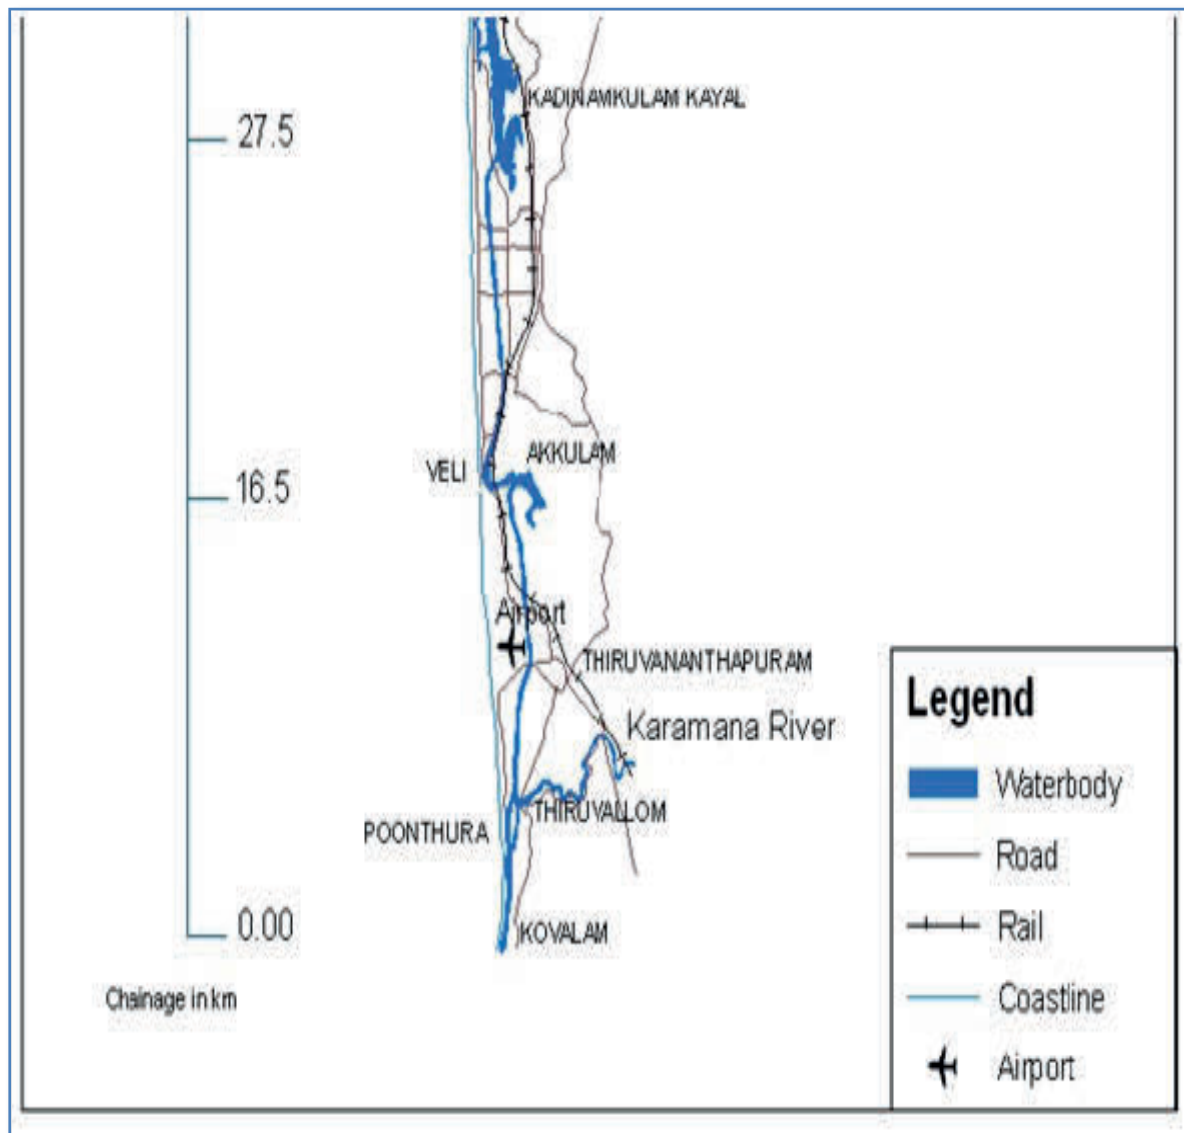 KADINAMKULAM KAYAL
27.5
AKKULAM
VELI
16.5
Airport
THIRUVANANTHAPURAM
Karamana River
THIRUVALLOM
POONTHURA
0.00
KOVALAM
Chainage in km
Legend
Waterbody
Road
Rail
Coastline
Airport